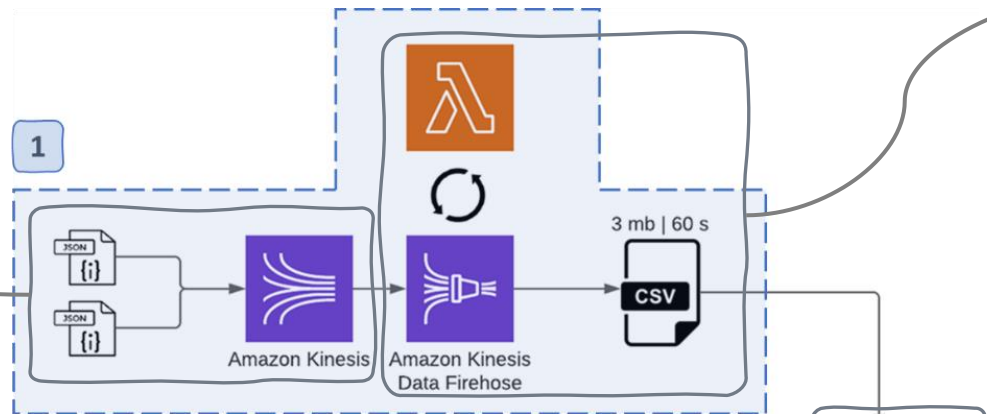 1
3 mb | 60 s
JSON
{i}
JSON
{i}
CSV
Amazon Kinesis
Amazon Kinesis
Data Firehose